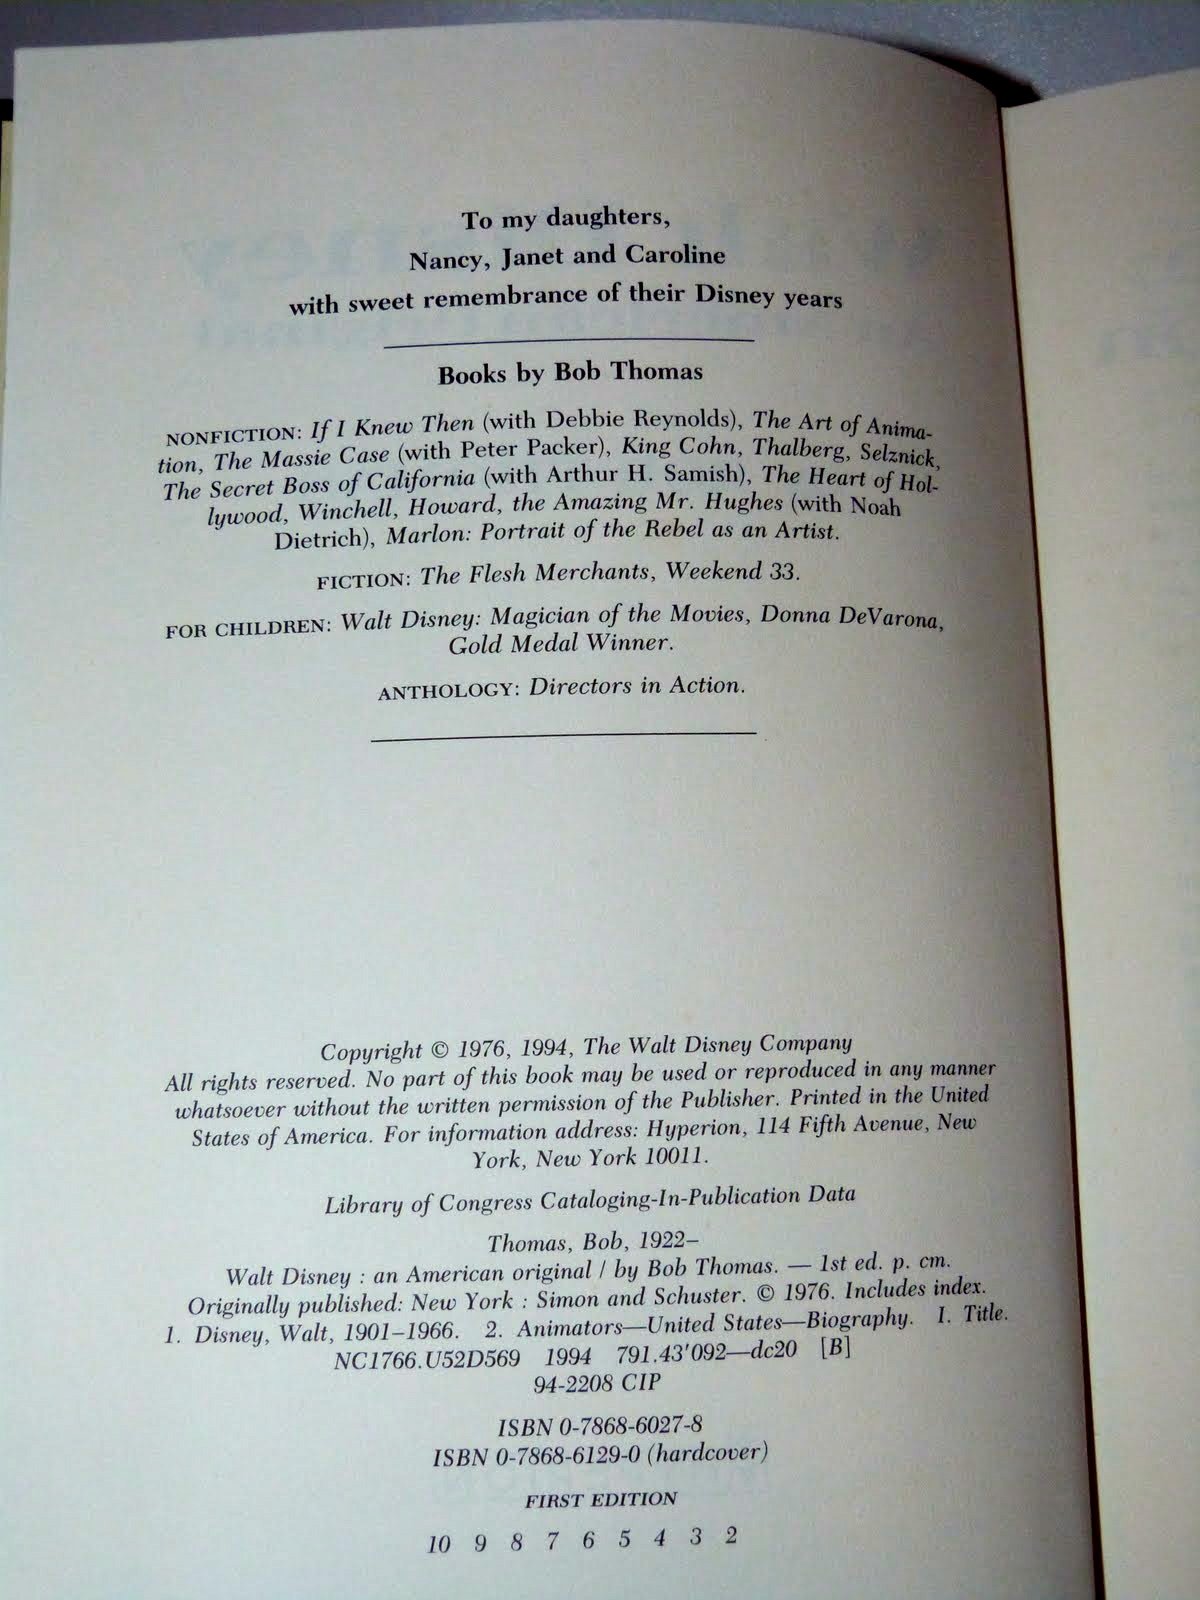 To my daughters,
Nancy, Janet and Caroline
with sweet remembrance of their Disney years
Books by Bob Thomas
NONFICTION: If I Knew Then (with Debbie Reynolds), The Art of Anima-
tion, The Massie Case (with Peter Packer), King Cohn, Thalberg, Selznick,
The Secret Boss of California (with Arthur H. Samish), The Heart of Hol-
lywood, Winchell, Howard, the Amazing Mr. Hughes (with Noah
Dietrich), Marlon: Portrait of the Rebel as an Artist.
FICTION: The Flesh Merchants, Weekend 33.
FOR CHILDREN: Walt Disney: Magician of the Movies, Donna DeVarona,
Gold Medal Winner.
ANTHOLOGY: Directors in Action.
Copyright © 1976, 1994, The Walt Disney Company
All rights reserved. No part of this book may be used or reproduced in any manner
whatsoever without the written permission of the Publisher. Printed in the United
States of America. For information address: Hyperion, 114 Fifth Avenue, New
York, New York 10011.
Library of Congress Cataloging-In-Publication Data
Thomas, Bob, 1922–
Walt Disney : an American original / by Bob Thomas. — 1st ed. p. cm.
Originally published: New York : Simon and Schuster. © 1976. Includes index.
1. Disney, Walt, 1901–1966. 2. Animators—United States—Biography. I. Title.
NC1766.U52D569 1994 791.43'092—dc20 [B]
94-2208 CIP
ISBN 0-7868-6027-8
ISBN 0-7868-6129-0 (hardcover)
FIRST EDITION
10 9 8 7 6 5 4 3 2